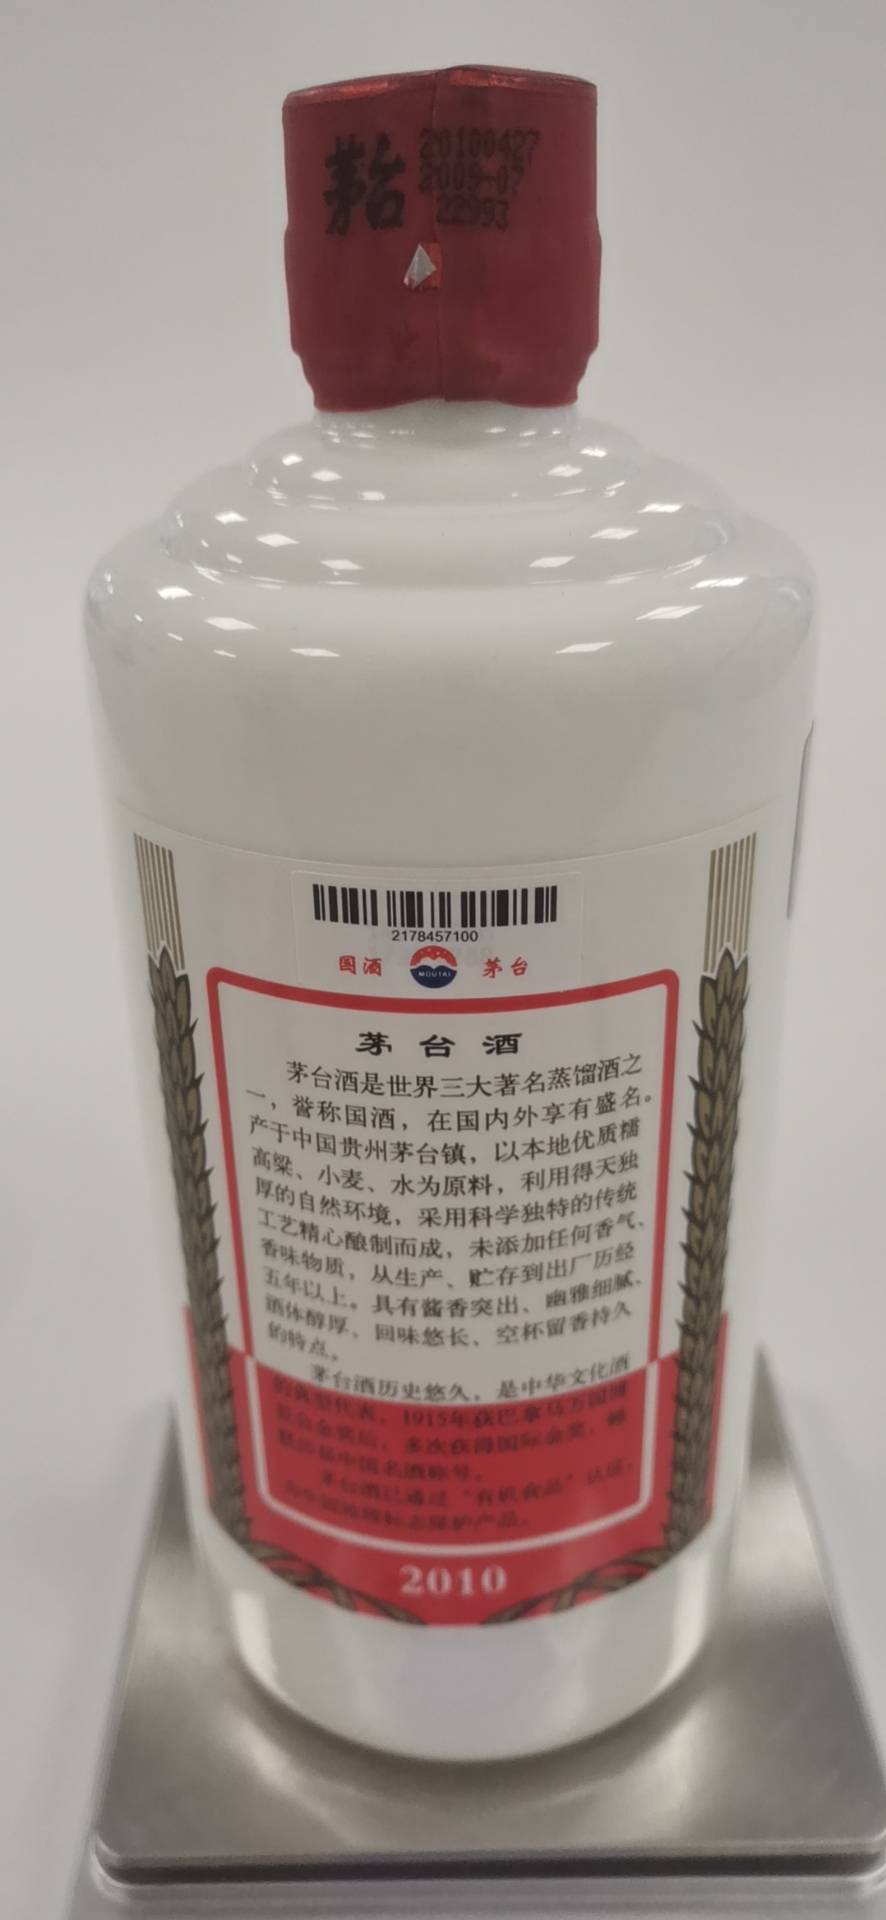 茅台
20100427
2009-07
22993
2178457100
国酒 MOUTAI 茅台
茅台酒
茅台酒是世界三大著名蒸馏酒之
一，誉称国酒，在国内外享有盛名。
产于中国贵州茅台镇，以本地优质糯
高粱、小麦、水为原料，利用得天独
厚的自然环境，采用科学独特的传统
工艺精心酿制而成，未添加任何香气、
香味物质，从生产、贮存到出厂历经
五年以上。具有酱香突出、幽雅细腻、
酒体醇厚、回味悠长、空杯留香持久
的特点。
茅台酒历史悠久，是中华文化酒
的典型代表。1915年获巴拿马万国博
览会金奖后，多次获得国际金奖，蝉
联历届中国名酒称号。
茅台酒已通过“有机食品”认证，
为中国地理标志保护产品。
2010